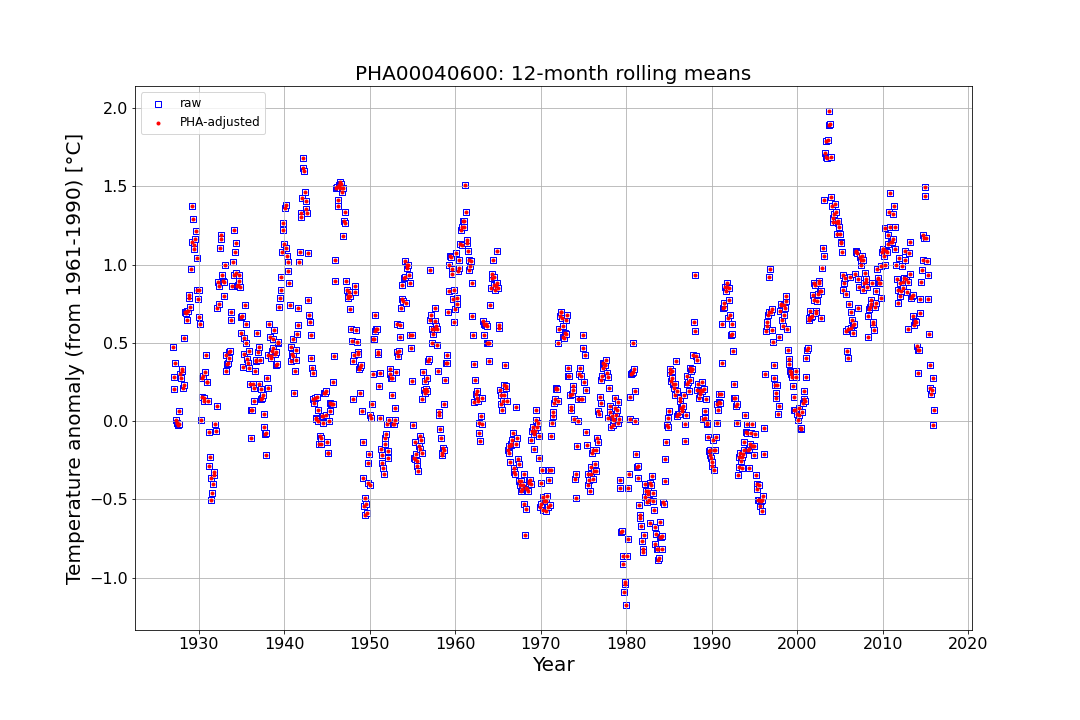 PHA00040600: 12-month rolling means
raw
PHA-adjusted
Temperature anomaly (from 1961-1990) [°C]
2.0
1.5
1.0
0.5
0.0
−0.5
−1.0
1930 1940 1950 1960 1970 1980 1990 2000 2010 2020
Year